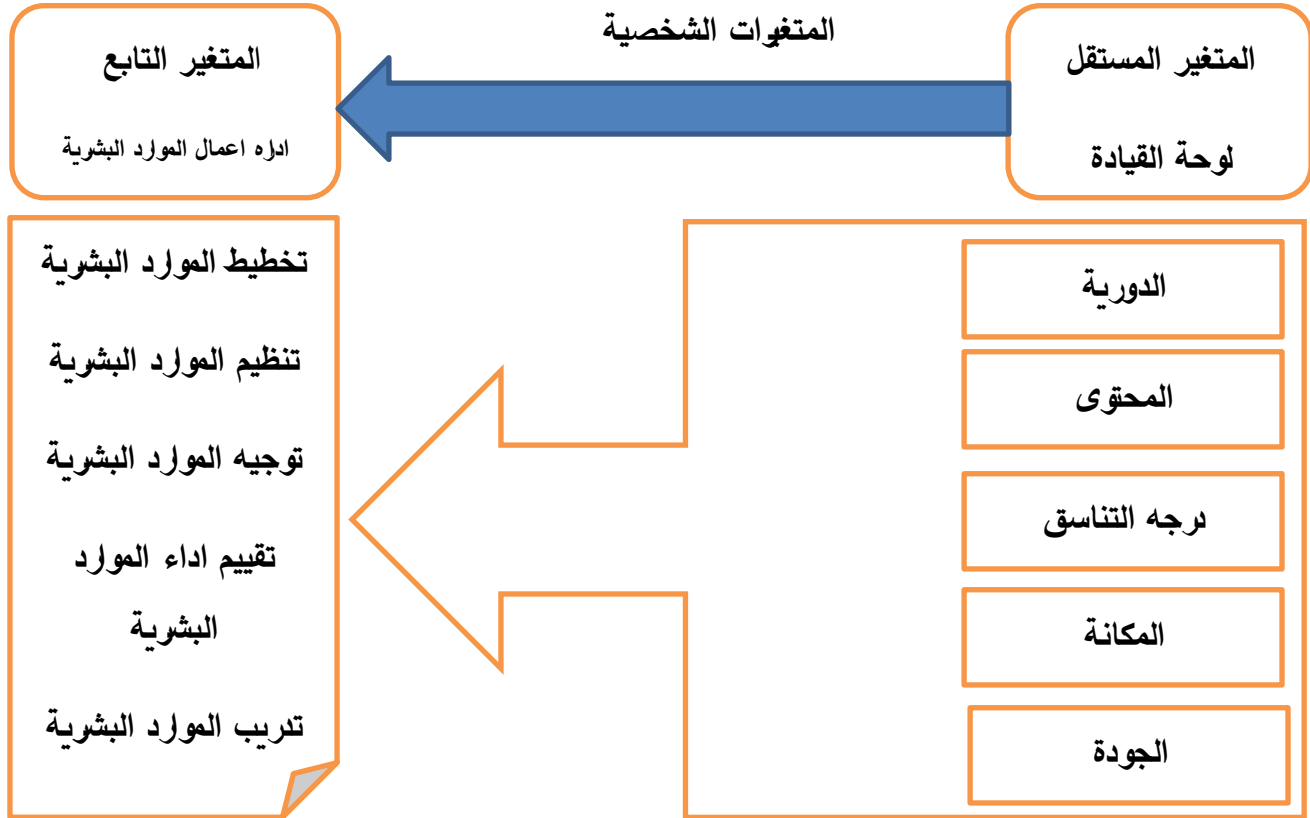 المتغير المستقل
لوحة القيادة
المتغيرات الشخصية
المتغير التابع
اداره اعمال الموارد البشرية
الدورية
المحتوى
درجه التناسق
المكانة
الجودة
تخطيط الموارد البشرية
تنظيم الموارد البشرية
توجيه الموارد البشرية
تقييم اداء الموارد
البشرية
تدريب الموارد البشرية